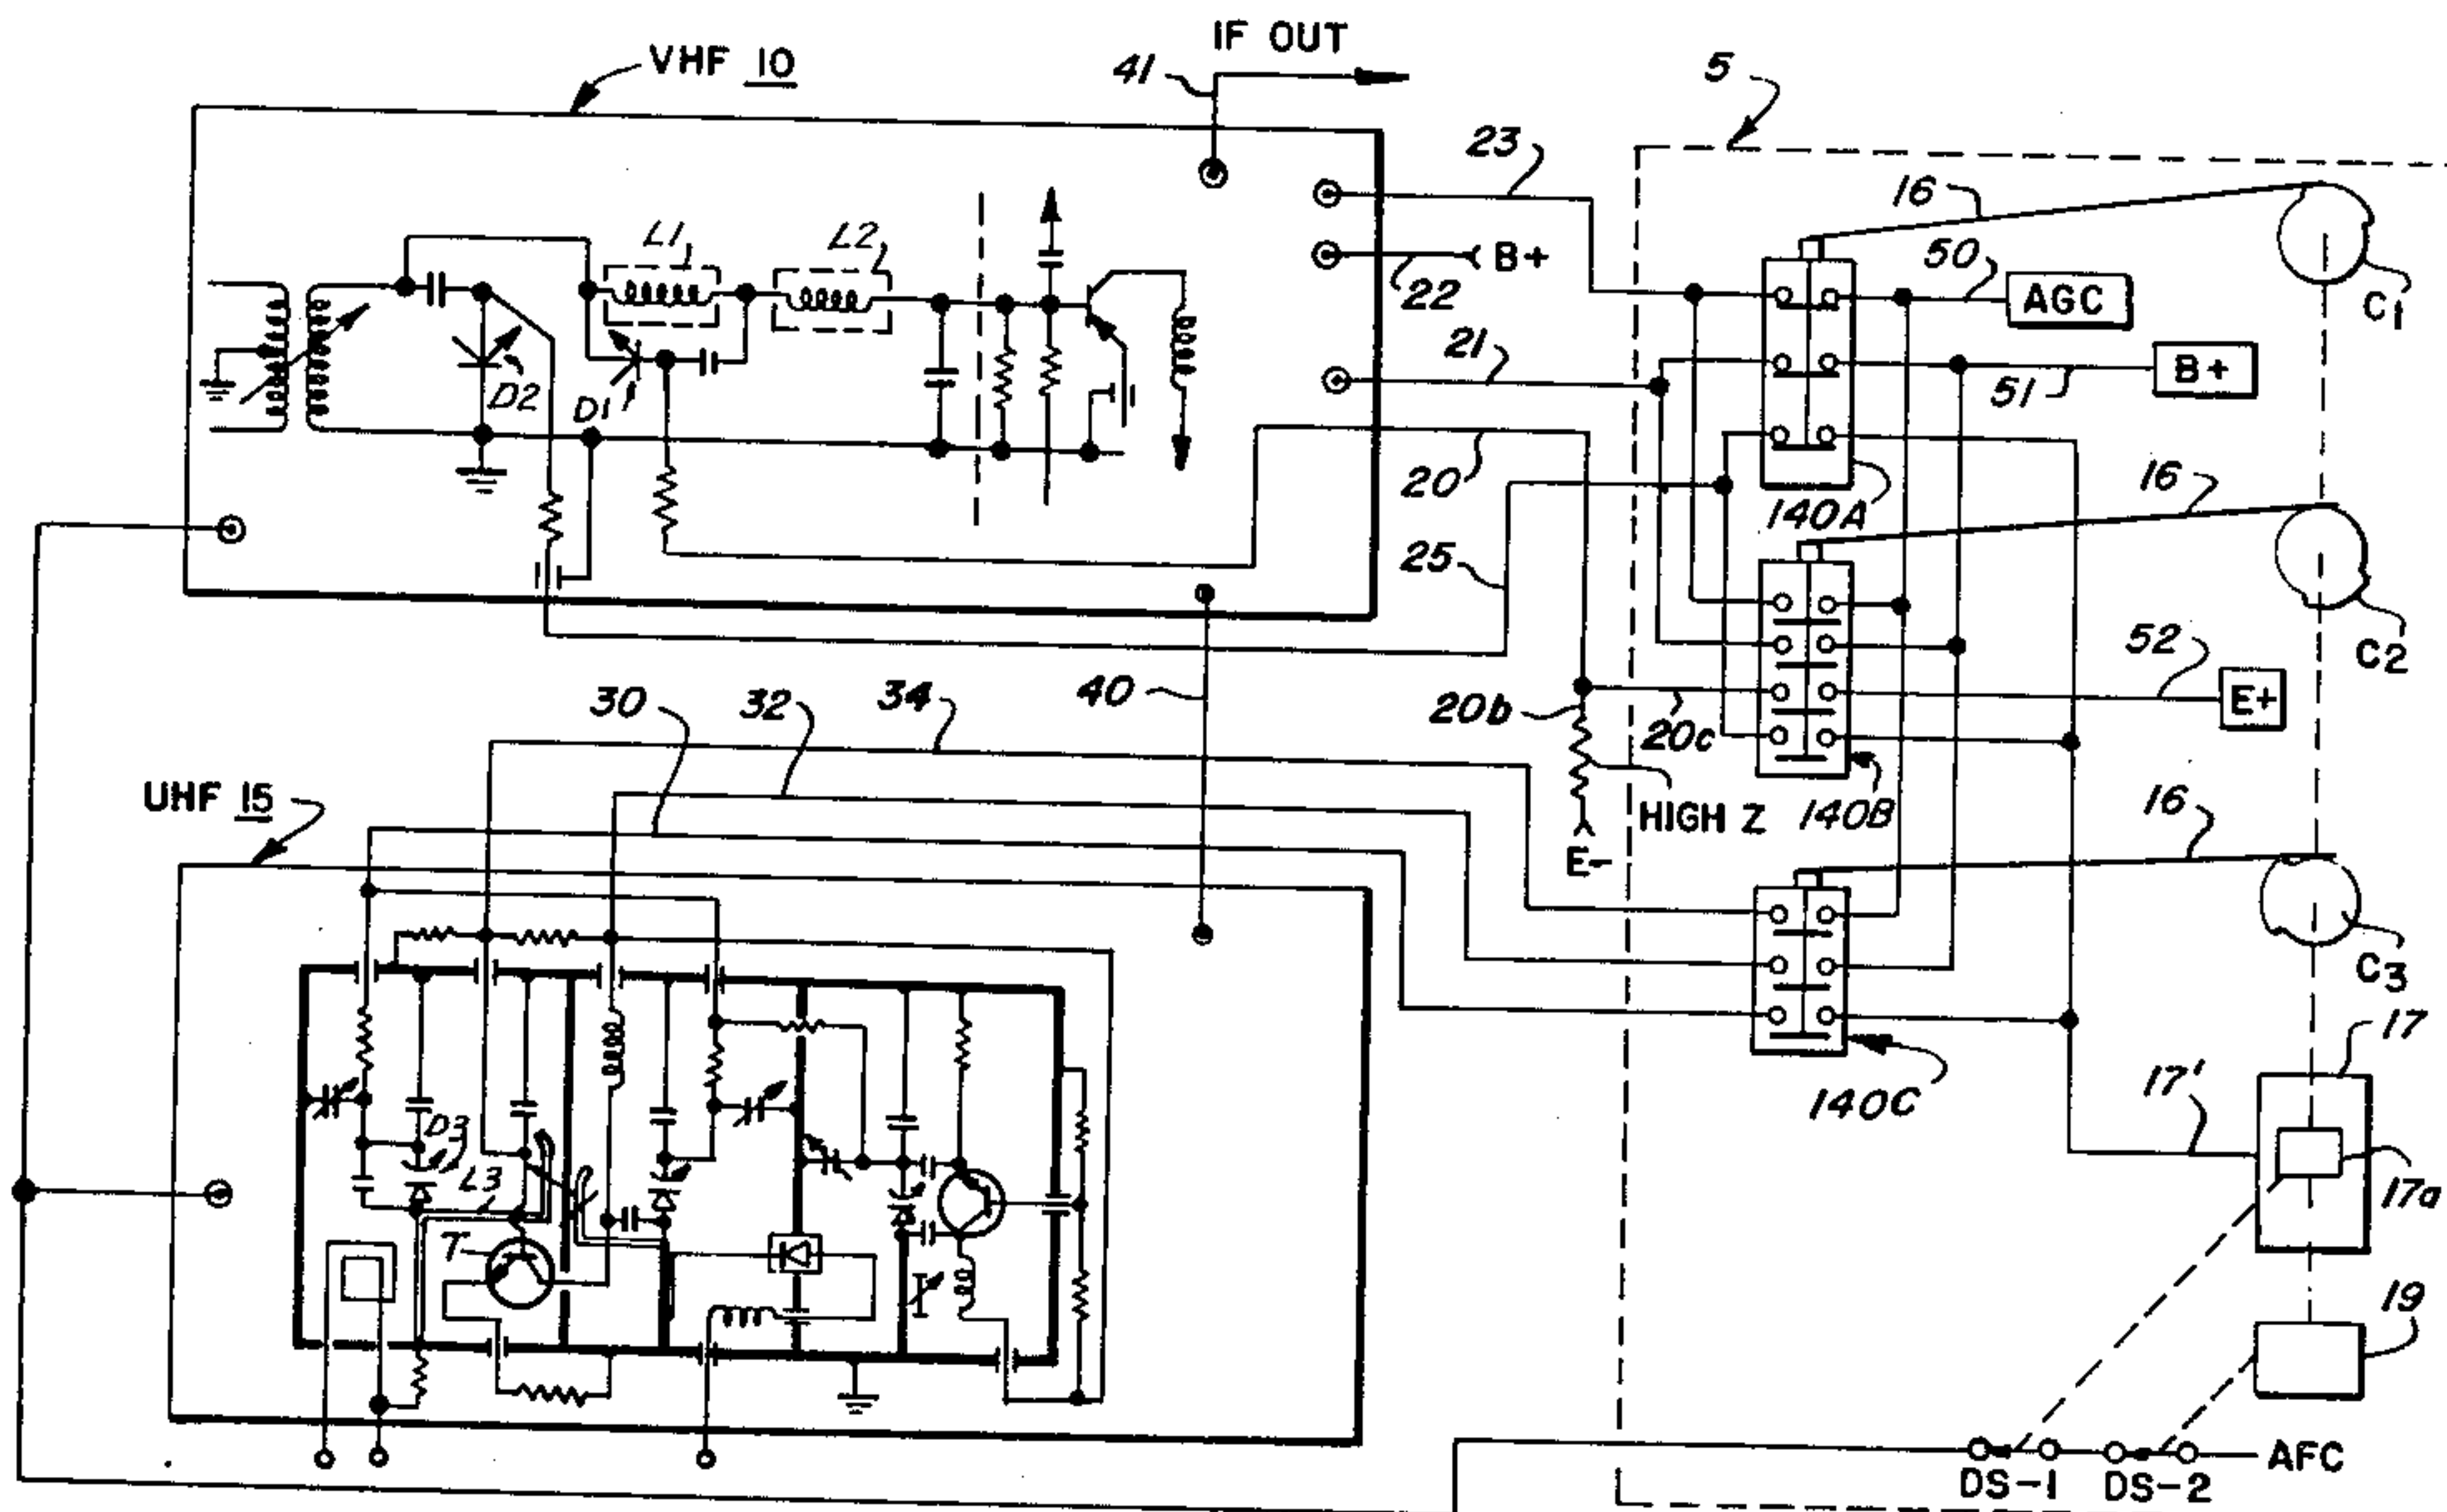 IF OUT
VHF 10
41
5
23
16
L1
L2
50
AGC
C1
B+
22
21
B+
51
D2
D1
20
140A
16
25
C2
52
30
32
34
40
20b
20c
E+
UHF 15
HIGH Z
140B
16
E-
C3
17
17'
140C
D3
L3
17a
T
19
AFC
DS-1
DS-2